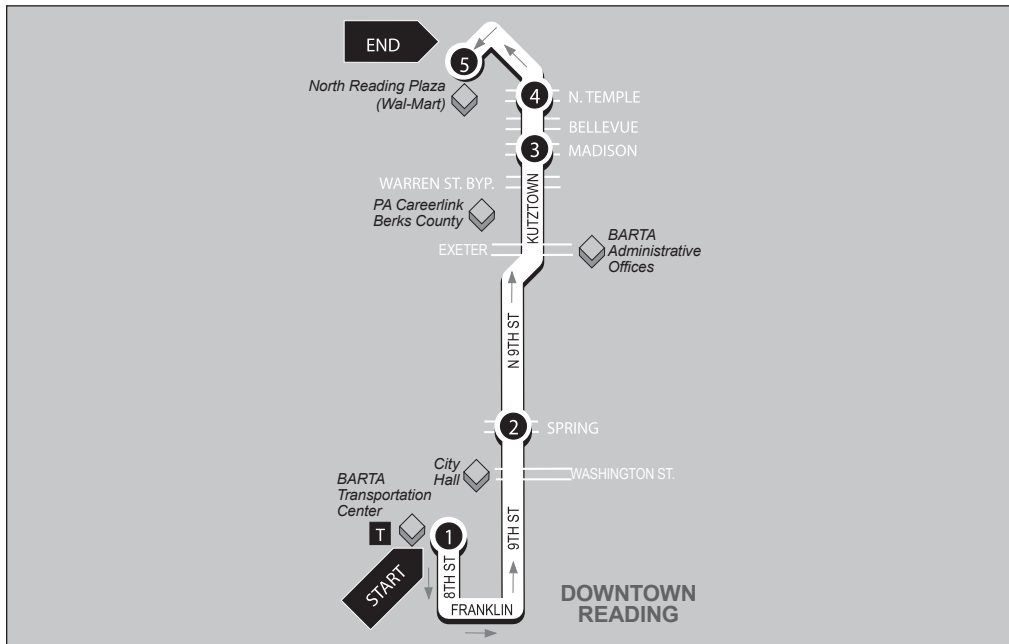 END
5
North Reading Plaza
(Wal-Mart)
4
N. TEMPLE
BELLEVUE
3
MADISON
WARREN ST. BYP.
PA Careerlink
Berks County
KUTZTOWN
EXETER
BARTA
Administrative
Offices
N 9TH ST
2
SPRING
City
Hall
WASHINGTON ST.
BARTA
Transportation
Center
T
1
9TH ST
8TH ST
START
FRANKLIN
DOWNTOWN
READING